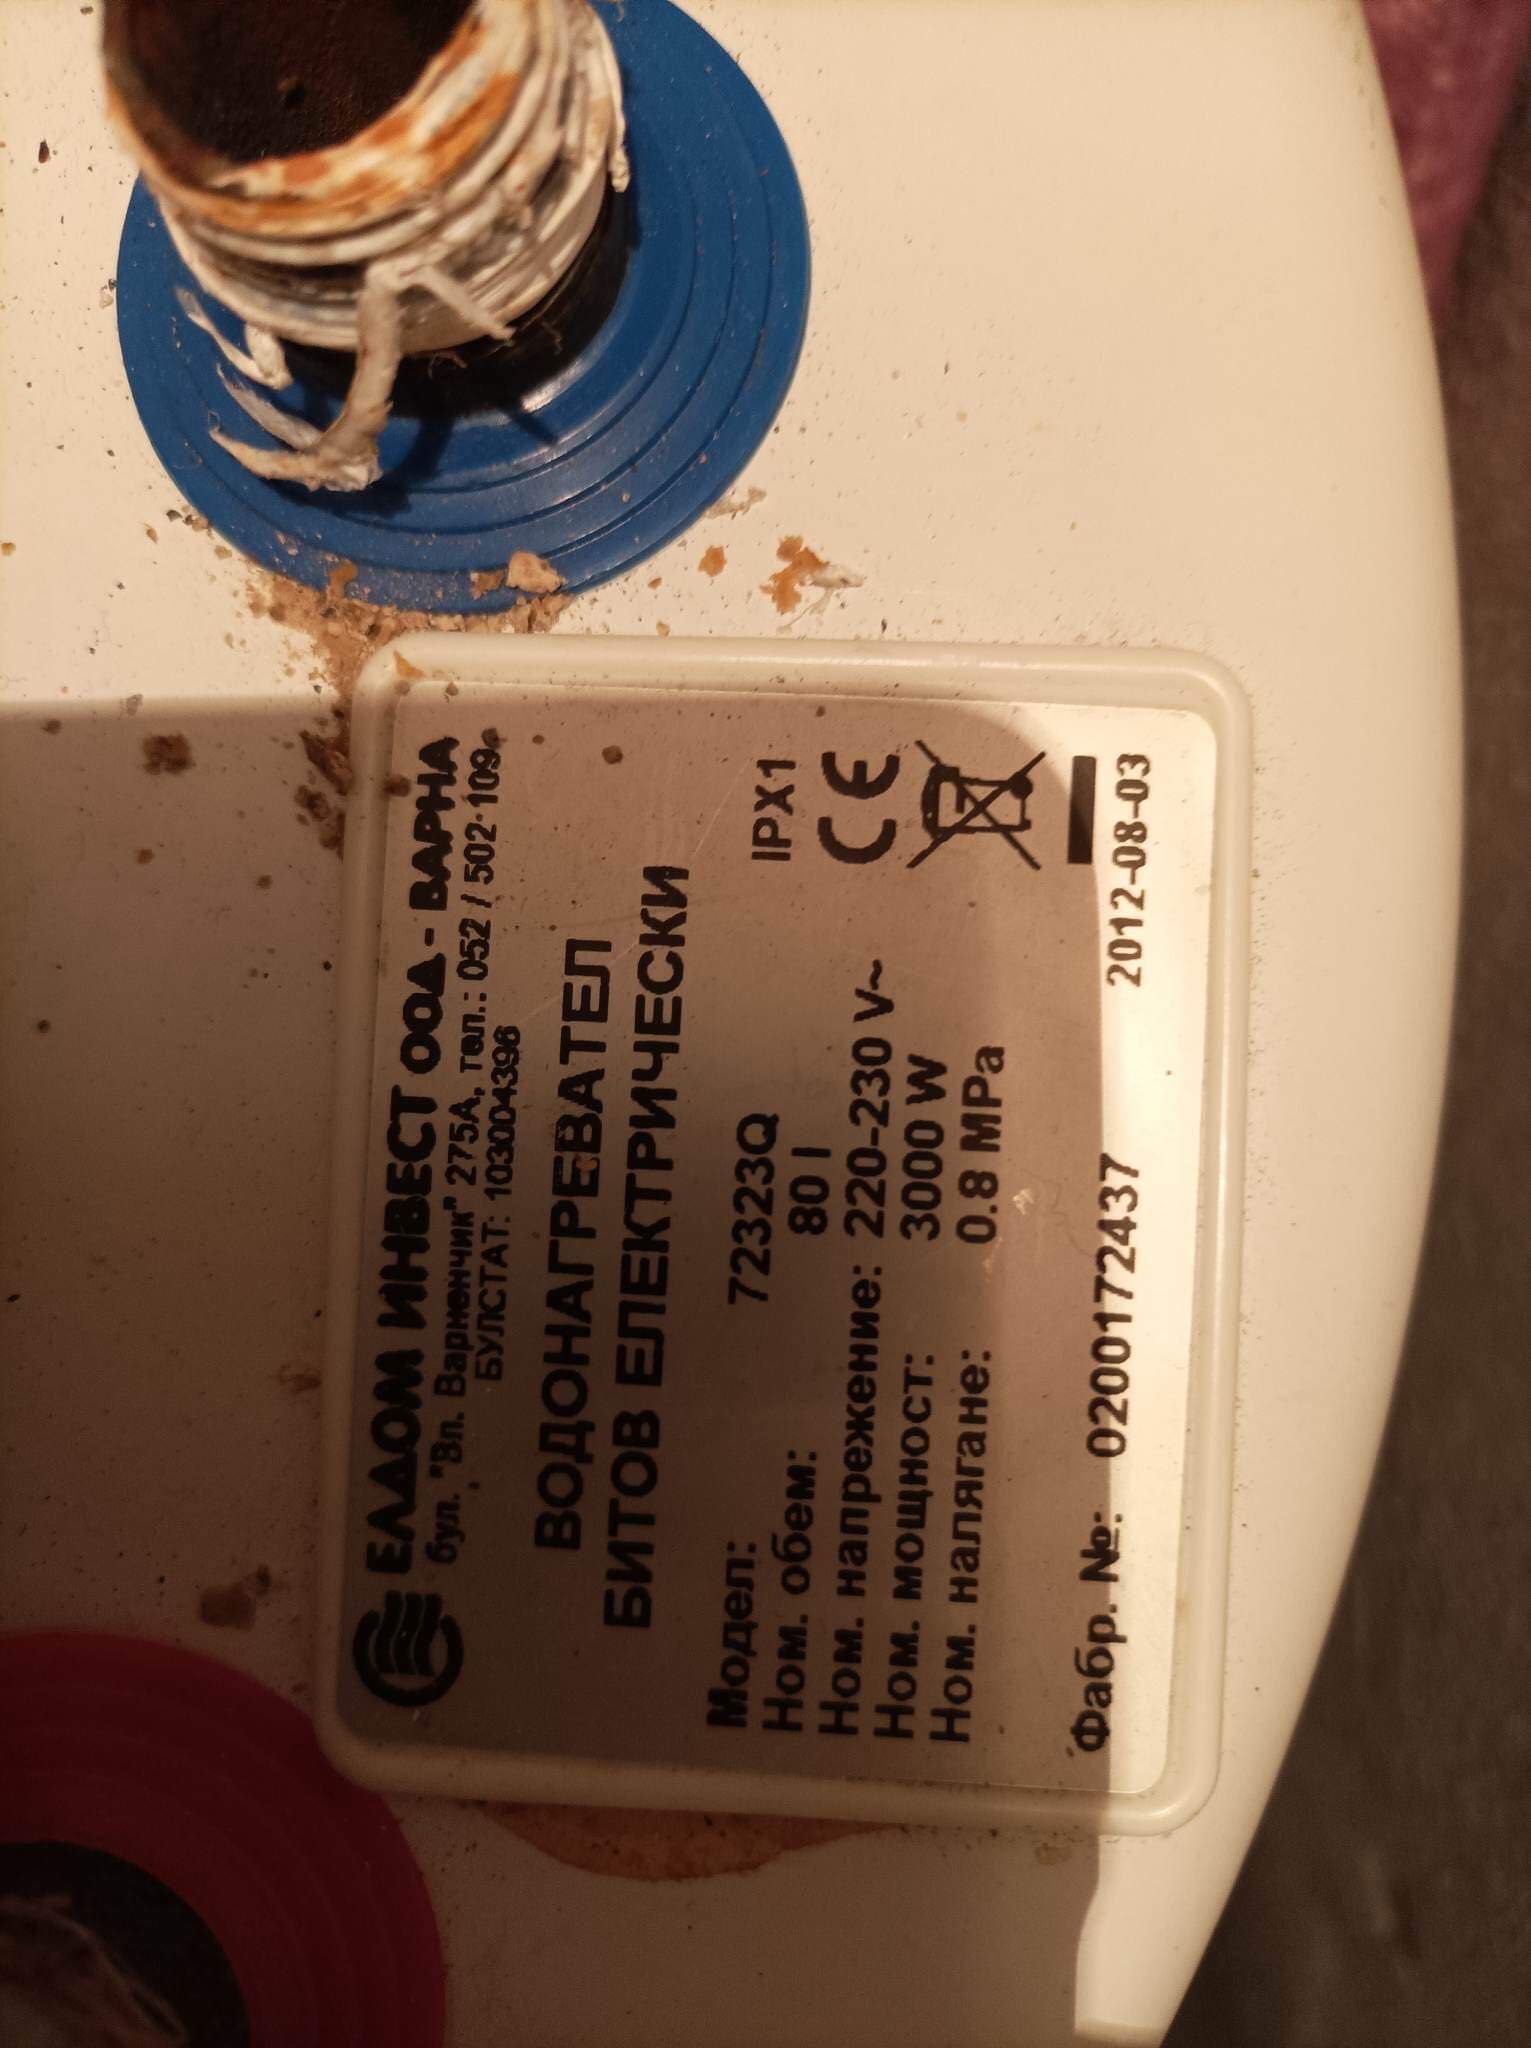 ЕЛДОМ ИНВЕСТ ООД - ВАРНА
бул. "Вл. Варненчик" 275А, тел.: 052 / 502-109
БУЛСТАТ: 103004396
ВОДОНАГРЕВАТЕЛ
БИТОВ ЕЛЕКТРИЧЕСКИ
Модел: 72323Q IPX1
Ном. обем: 80 l
Ном. напрежение: 220-230 V~ CE
Ном. мощност: 3000 W
Ном. налягане: 0.8 MPa
Фабр. №: 0200172437 2012-08-03